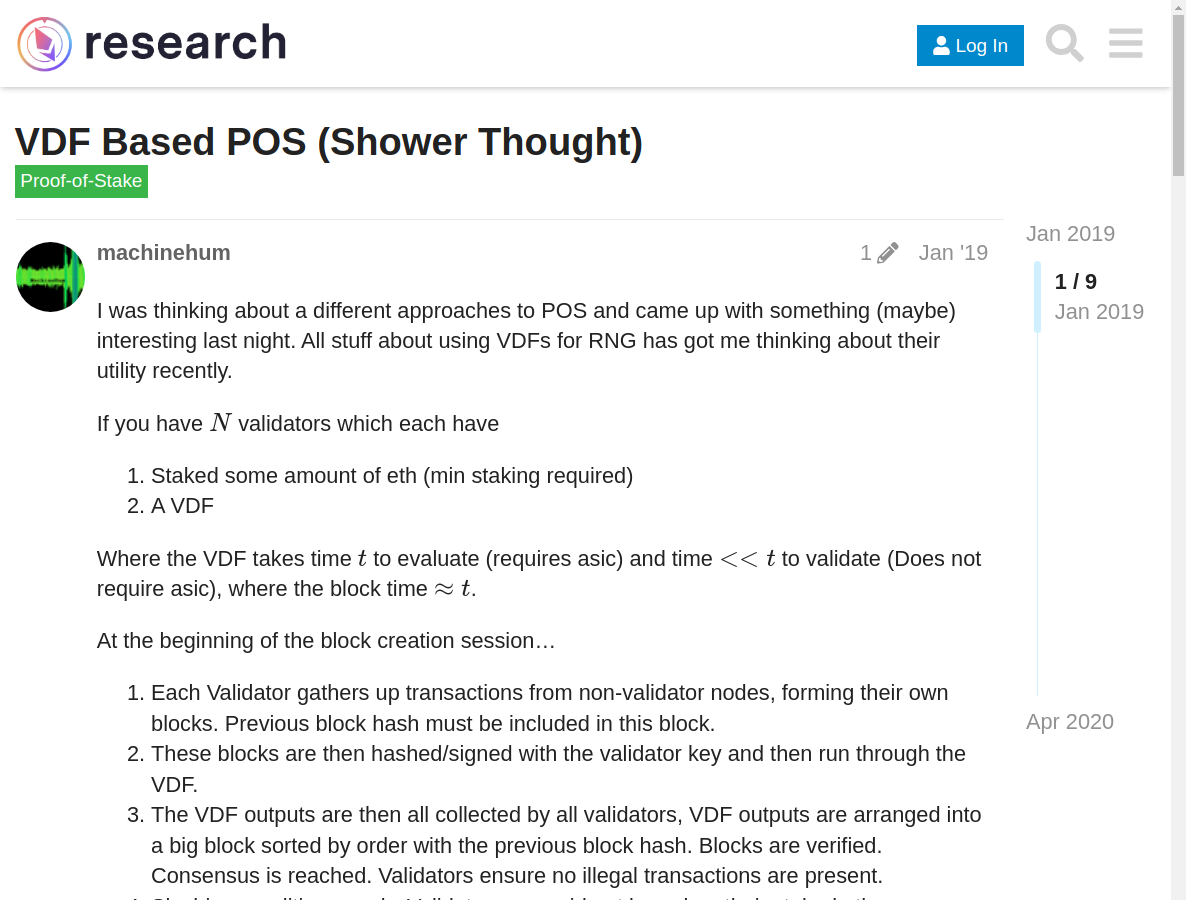 research
Log In
VDF Based POS (Shower Thought)
Proof-of-Stake
machinehum
1
Jan '19
I was thinking about a different approaches to POS and came up with something (maybe)
interesting last night. All stuff about using VDFs for RNG has got me thinking about their
utility recently.
If you have N validators which each have
1. Staked some amount of eth (min staking required)
2. A VDF
Where the VDF takes time t to evaluate (requires asic) and time << t to validate (Does not
require asic), where the block time ≈ t.
At the beginning of the block creation session…
1. Each Validator gathers up transactions from non-validator nodes, forming their own
blocks. Previous block hash must be included in this block.
2. These blocks are then hashed/signed with the validator key and then run through the
VDF.
3. The VDF outputs are then all collected by all validators, VDF outputs are arranged into
a big block sorted by order with the previous block hash. Blocks are verified.
Consensus is reached. Validators ensure no illegal transactions are present.
Jan 2019
1 / 9
Jan 2019
Apr 2020